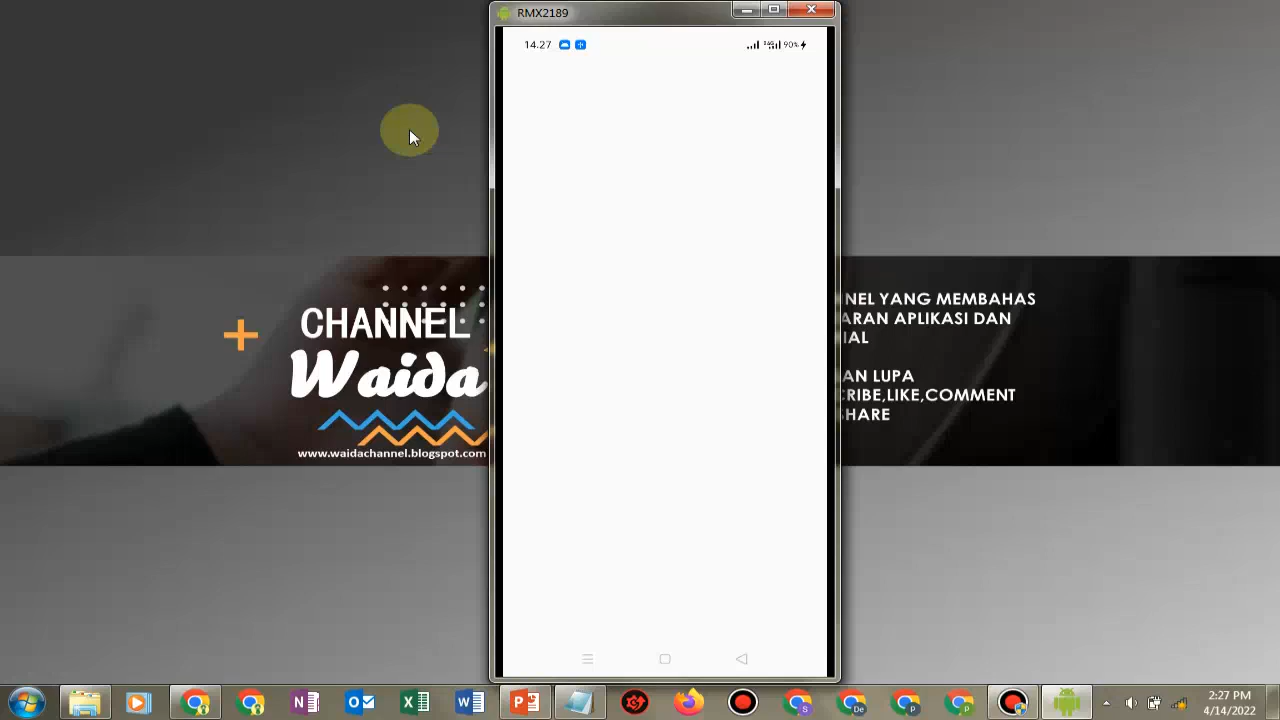 RMX2189
14.27
90%
CHANNEL
Waida
www.waidachannel.blogspot.com
NEL YANG MEMBAHAS
ARAN APLIKASI DAN
IAL
AN LUPA
CRIBE,LIKE,COMMENT
SHARE
2:27 PM
4/14/2022